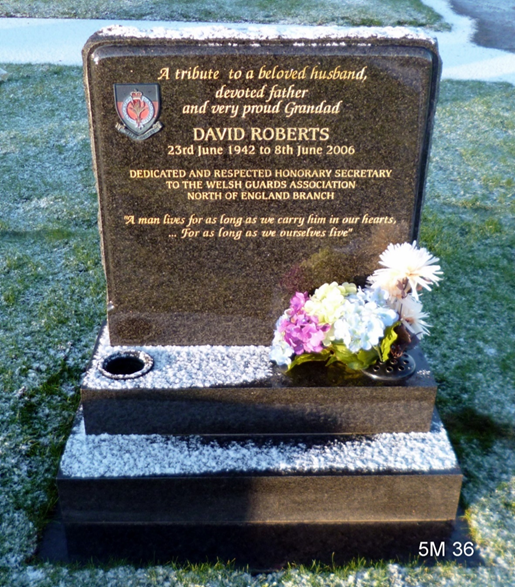 A tribute to a beloved husband,
devoted father
and very proud Grandad
DAVID ROBERTS
23rd June 1942 to 8th June 2006
DEDICATED AND RESPECTED HONORARY SECRETARY
TO THE WELSH GUARDS ASSOCIATION
NORTH OF ENGLAND BRANCH
"A man lives for as long as we carry him in our hearts,
... For as long as we ourselves live"
5M 36